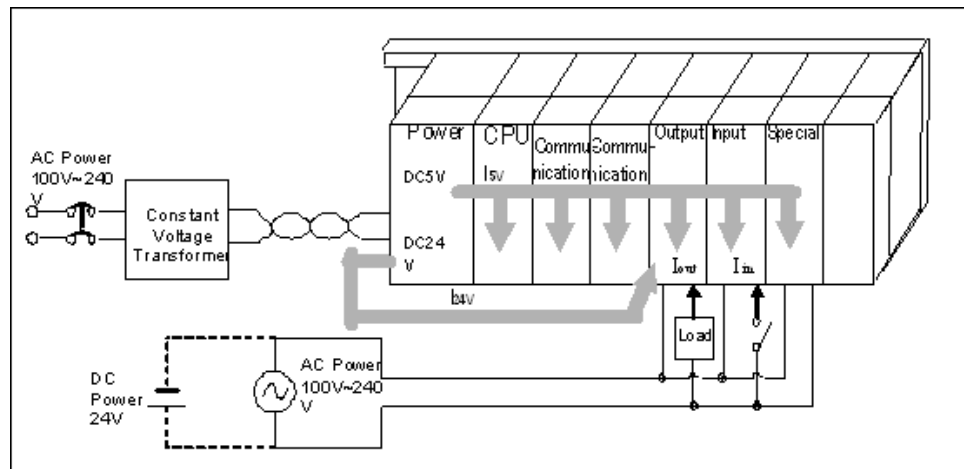 Power
CPU
Commu
nication
Commu-
nication
Output
Input
Special
DC5V
I5V
AC Power
100V~240
V
Constant
Voltage
Transformer
DC24
V
I24V
Iout
Iin
Load
DC
Power
24V
AC Power
100V~240
V